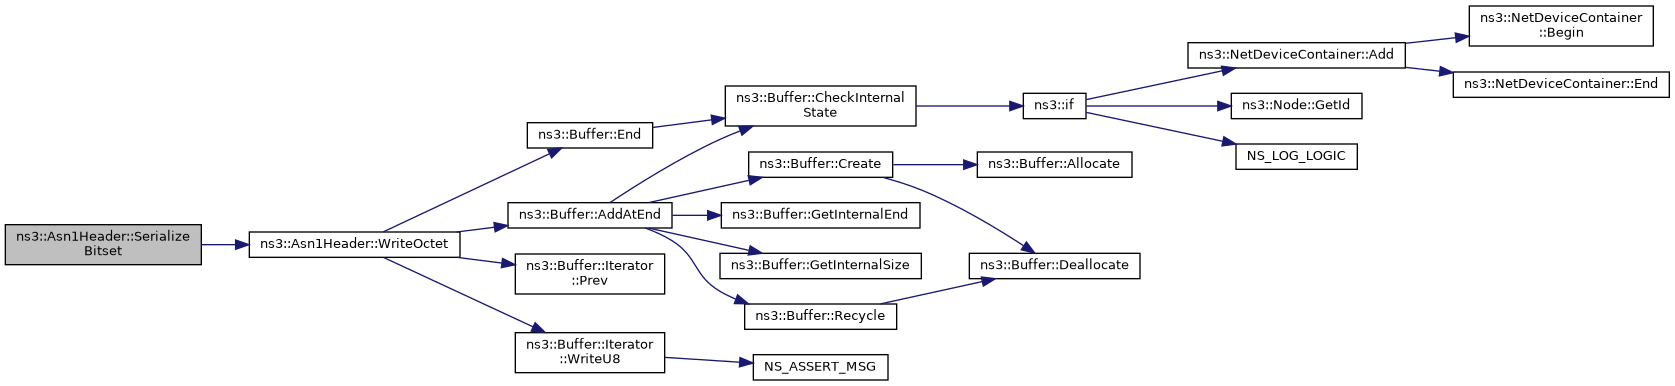 ns3::Asn1Header::Serialize
Bitset
ns3::Asn1Header::WriteOctet
ns3::Buffer::End
ns3::Buffer::AddAtEnd
ns3::Buffer::Iterator
::Prev
ns3::Buffer::Iterator
::WriteU8
ns3::Buffer::CheckInternal
State
ns3::Buffer::Create
ns3::Buffer::GetInternalEnd
ns3::Buffer::GetInternalSize
ns3::Buffer::Recycle
NS_ASSERT_MSG
ns3::if
ns3::Buffer::Allocate
ns3::Buffer::Deallocate
ns3::NetDeviceContainer::Add
ns3::Node::GetId
NS_LOG_LOGIC
ns3::NetDeviceContainer
::Begin
ns3::NetDeviceContainer::End